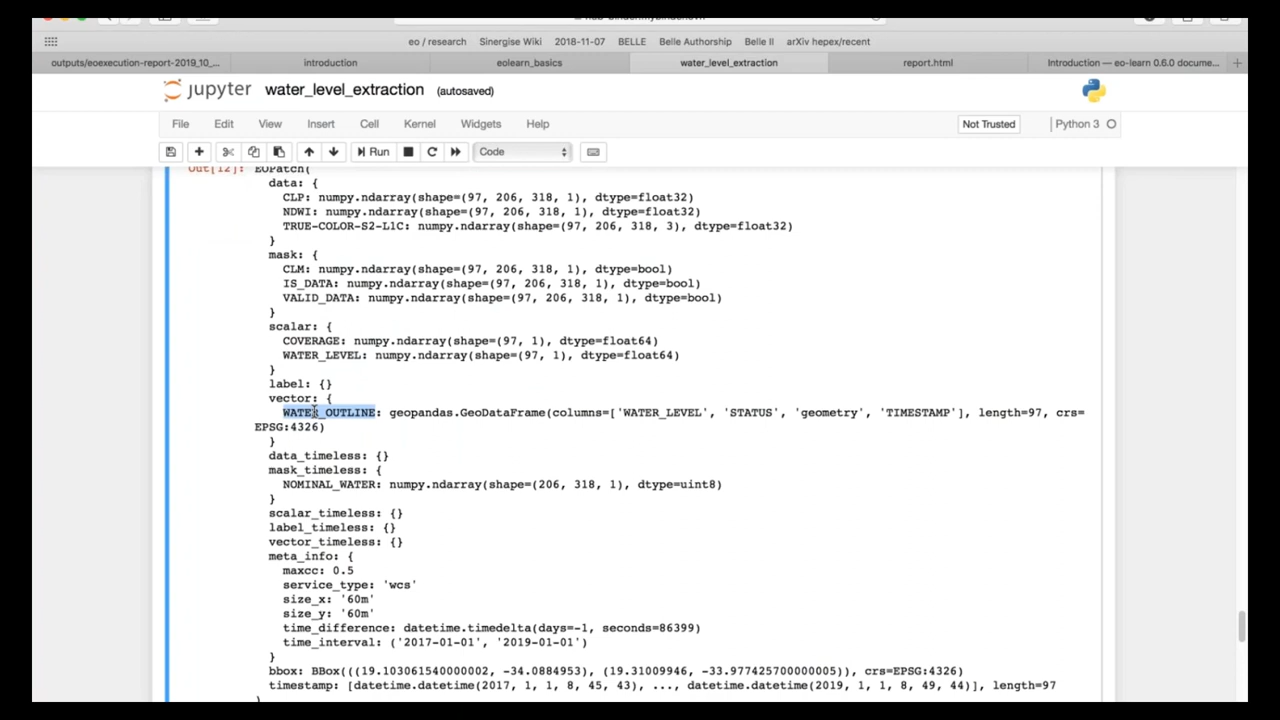 eo / research Sinergise Wiki 2018-11-07 BELLE Belle Authorship Belle II arXiv hepex/recent
outputs/eoexecution-report-2019_10_... introduction eolearn_basics water_level_extraction report.html Introduction — eo-learn 0.6.0 docume... +
jupyter water_level_extraction (autosaved)
File Edit View Insert Cell Kernel Widgets Help Not Trusted Python 3
Run Code
Out[12]: EOPatch(
data: {
CLP: numpy.ndarray(shape=(97, 206, 318, 1), dtype=float32)
NDWI: numpy.ndarray(shape=(97, 206, 318, 1), dtype=float32)
TRUE-COLOR-S2-L1C: numpy.ndarray(shape=(97, 206, 318, 3), dtype=float32)
}
mask: {
CLM: numpy.ndarray(shape=(97, 206, 318, 1), dtype=bool)
IS_DATA: numpy.ndarray(shape=(97, 206, 318, 1), dtype=bool)
VALID_DATA: numpy.ndarray(shape=(97, 206, 318, 1), dtype=bool)
}
scalar: {
COVERAGE: numpy.ndarray(shape=(97, 1), dtype=float64)
WATER_LEVEL: numpy.ndarray(shape=(97, 1), dtype=float64)
}
label: {}
vector: {
WATER_OUTLINE: geopandas.GeoDataFrame(columns=['WATER_LEVEL', 'STATUS', 'geometry', 'TIMESTAMP'], length=97, crs=
EPSG:4326)
}
data_timeless: {}
mask_timeless: {
NOMINAL_WATER: numpy.ndarray(shape=(206, 318, 1), dtype=uint8)
}
scalar_timeless: {}
label_timeless: {}
vector_timeless: {}
meta_info: {
maxcc: 0.5
service_type: 'wcs'
size_x: '60m'
size_y: '60m'
time_difference: datetime.timedelta(days=-1, seconds=86399)
time_interval: ('2017-01-01', '2019-01-01')
}
bbox: BBox(((19.103061540000002, -34.0884953), (19.31009946, -33.977425700000005)), crs=EPSG:4326)
timestamp: [datetime.datetime(2017, 1, 1, 8, 45, 43), ..., datetime.datetime(2019, 1, 1, 8, 49, 44)], length=97
)